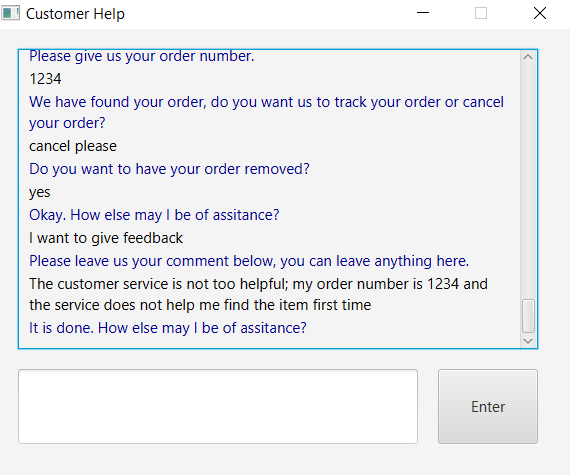 Customer Help
Please give us your order number.
1234
We have found your order, do you want us to track your order or cancel
your order?
cancel please
Do you want to have your order removed?
yes
Okay. How else may I be of assitance?
I want to give feedback
Please leave us your comment below, you can leave anything here.
The customer service is not too helpful; my order number is 1234 and
the service does not help me find the item first time
It is done. How else may I be of assitance?
Enter